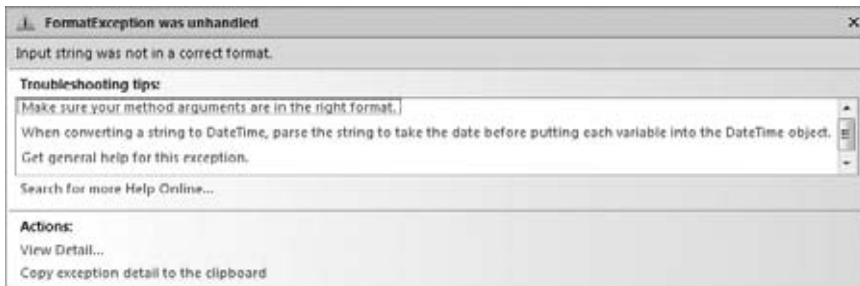 FormatException was unhandled
Input string was not in a correct format.
Troubleshooting tips:
Make sure your method arguments are in the right format.
When converting a string to DateTime, parse the string to take the date before putting each variable into the DateTime object.
Get general help for this exception.
Search for more Help Online...
Actions:
View Detail...
Copy exception detail to the clipboard